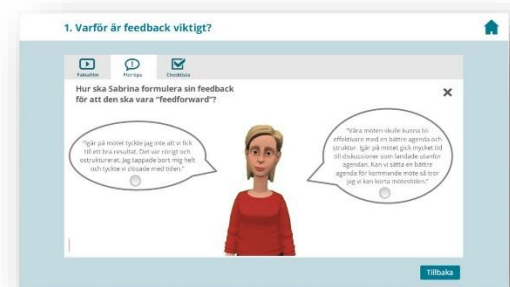 1. Varför är feedback viktigt?
Faktafilm
Fler tips
Checklista
Hur ska Sabrina formulera sin feedback
för att den ska vara "feedforward"?
"Igår på mötet tyckte jag inte att vi fick
till ett bra resultat. Det var rörigt och
ostrukturerat. Jag tappade bort mig helt
och tyckte vi slösade med tiden."
"Våra möten skulle kunna bli
effektivare med en bättre agenda och
struktur. Igår på mötet gick mycket tid
till diskussioner som landade utanför
agendan. Kan vi sätta en bättre
agenda för kommande möte så tror
jag vi kan korta mötestiden."
Tillbaka